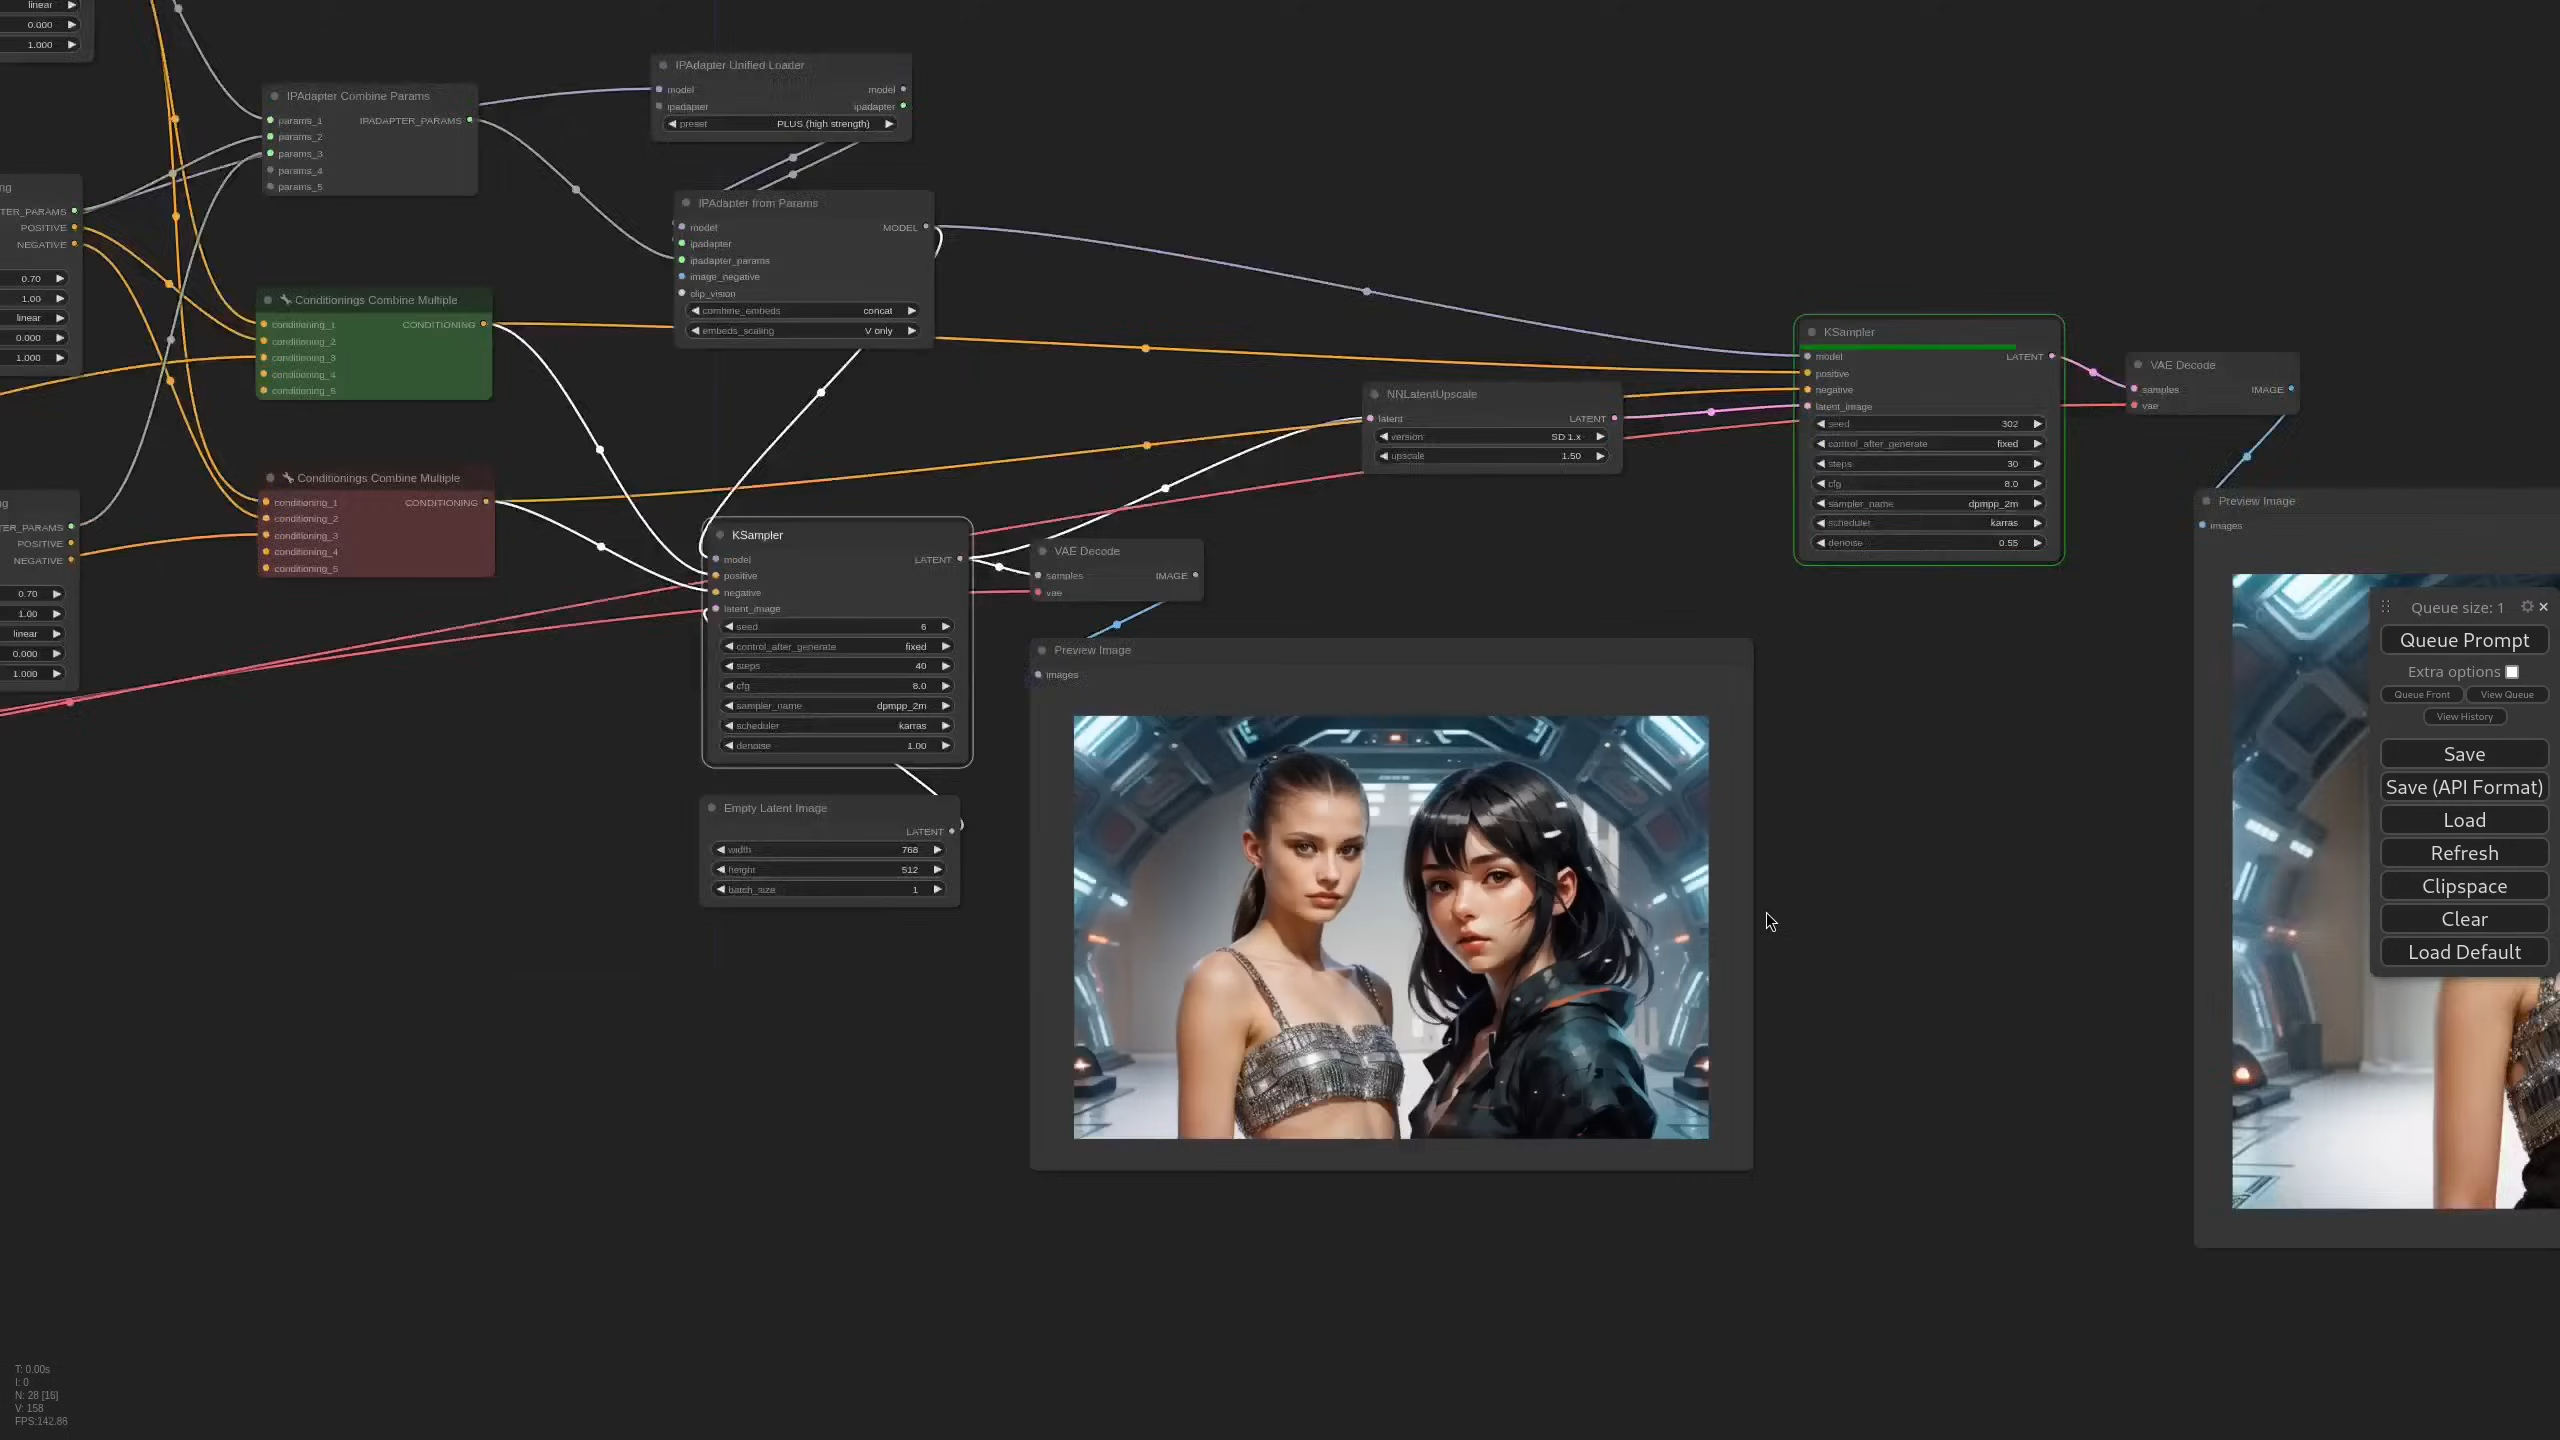 linear
0.000
1.000
IPAdapter Combine Params
params_1 IPADAPTER_PARAMS
params_2
params_3
params_4
params_5
IPAdapter Unified Loader
model model
ipadapter ipadapter
preset PLUS (high strength)
ng
TER_PARAMS
POSITIVE
NEGATIVE
0.70
1.00
linear
0.000
1.000
IPAdapter from Params
model MODEL
ipadapter
ipadapter_params
image_negative
clip_vision
combine_embeds concat
embeds_scaling V only
Conditionings Combine Multiple
conditioning_1 CONDITIONING
conditioning_2
conditioning_3
conditioning_4
conditioning_5
Conditionings Combine Multiple
conditioning_1 CONDITIONING
conditioning_2
conditioning_3
conditioning_4
conditioning_5
ng
TER_PARAMS
POSITIVE
NEGATIVE
0.70
1.00
linear
0.000
1.000
NNLatentUpscale
latent LATENT
version SD 1.x
upscale 1.50
KSampler
model LATENT
positive
negative
latent_image
seed 302
control_after_generate fixed
steps 30
cfg 8.0
sampler_name dpmpp_2m
scheduler karras
denoise 0.55
VAE Decode
samples IMAGE
vae
Preview Image
images
KSampler
model LATENT
positive
negative
latent_image
seed 6
control_after_generate fixed
steps 40
cfg 8.0
sampler_name dpmpp_2m
scheduler karras
denoise 1.00
VAE Decode
samples IMAGE
vae
Preview Image
images
Empty Latent Image
LATENT
width 768
height 512
batch_size 1
Queue size: 1
Queue Prompt
Extra options
Queue Front View Queue
View History
Save
Save (API Format)
Load
Refresh
Clipspace
Clear
Load Default
T: 0.00s
I: 0
N: 28 [16]
V: 158
FPS:142.86